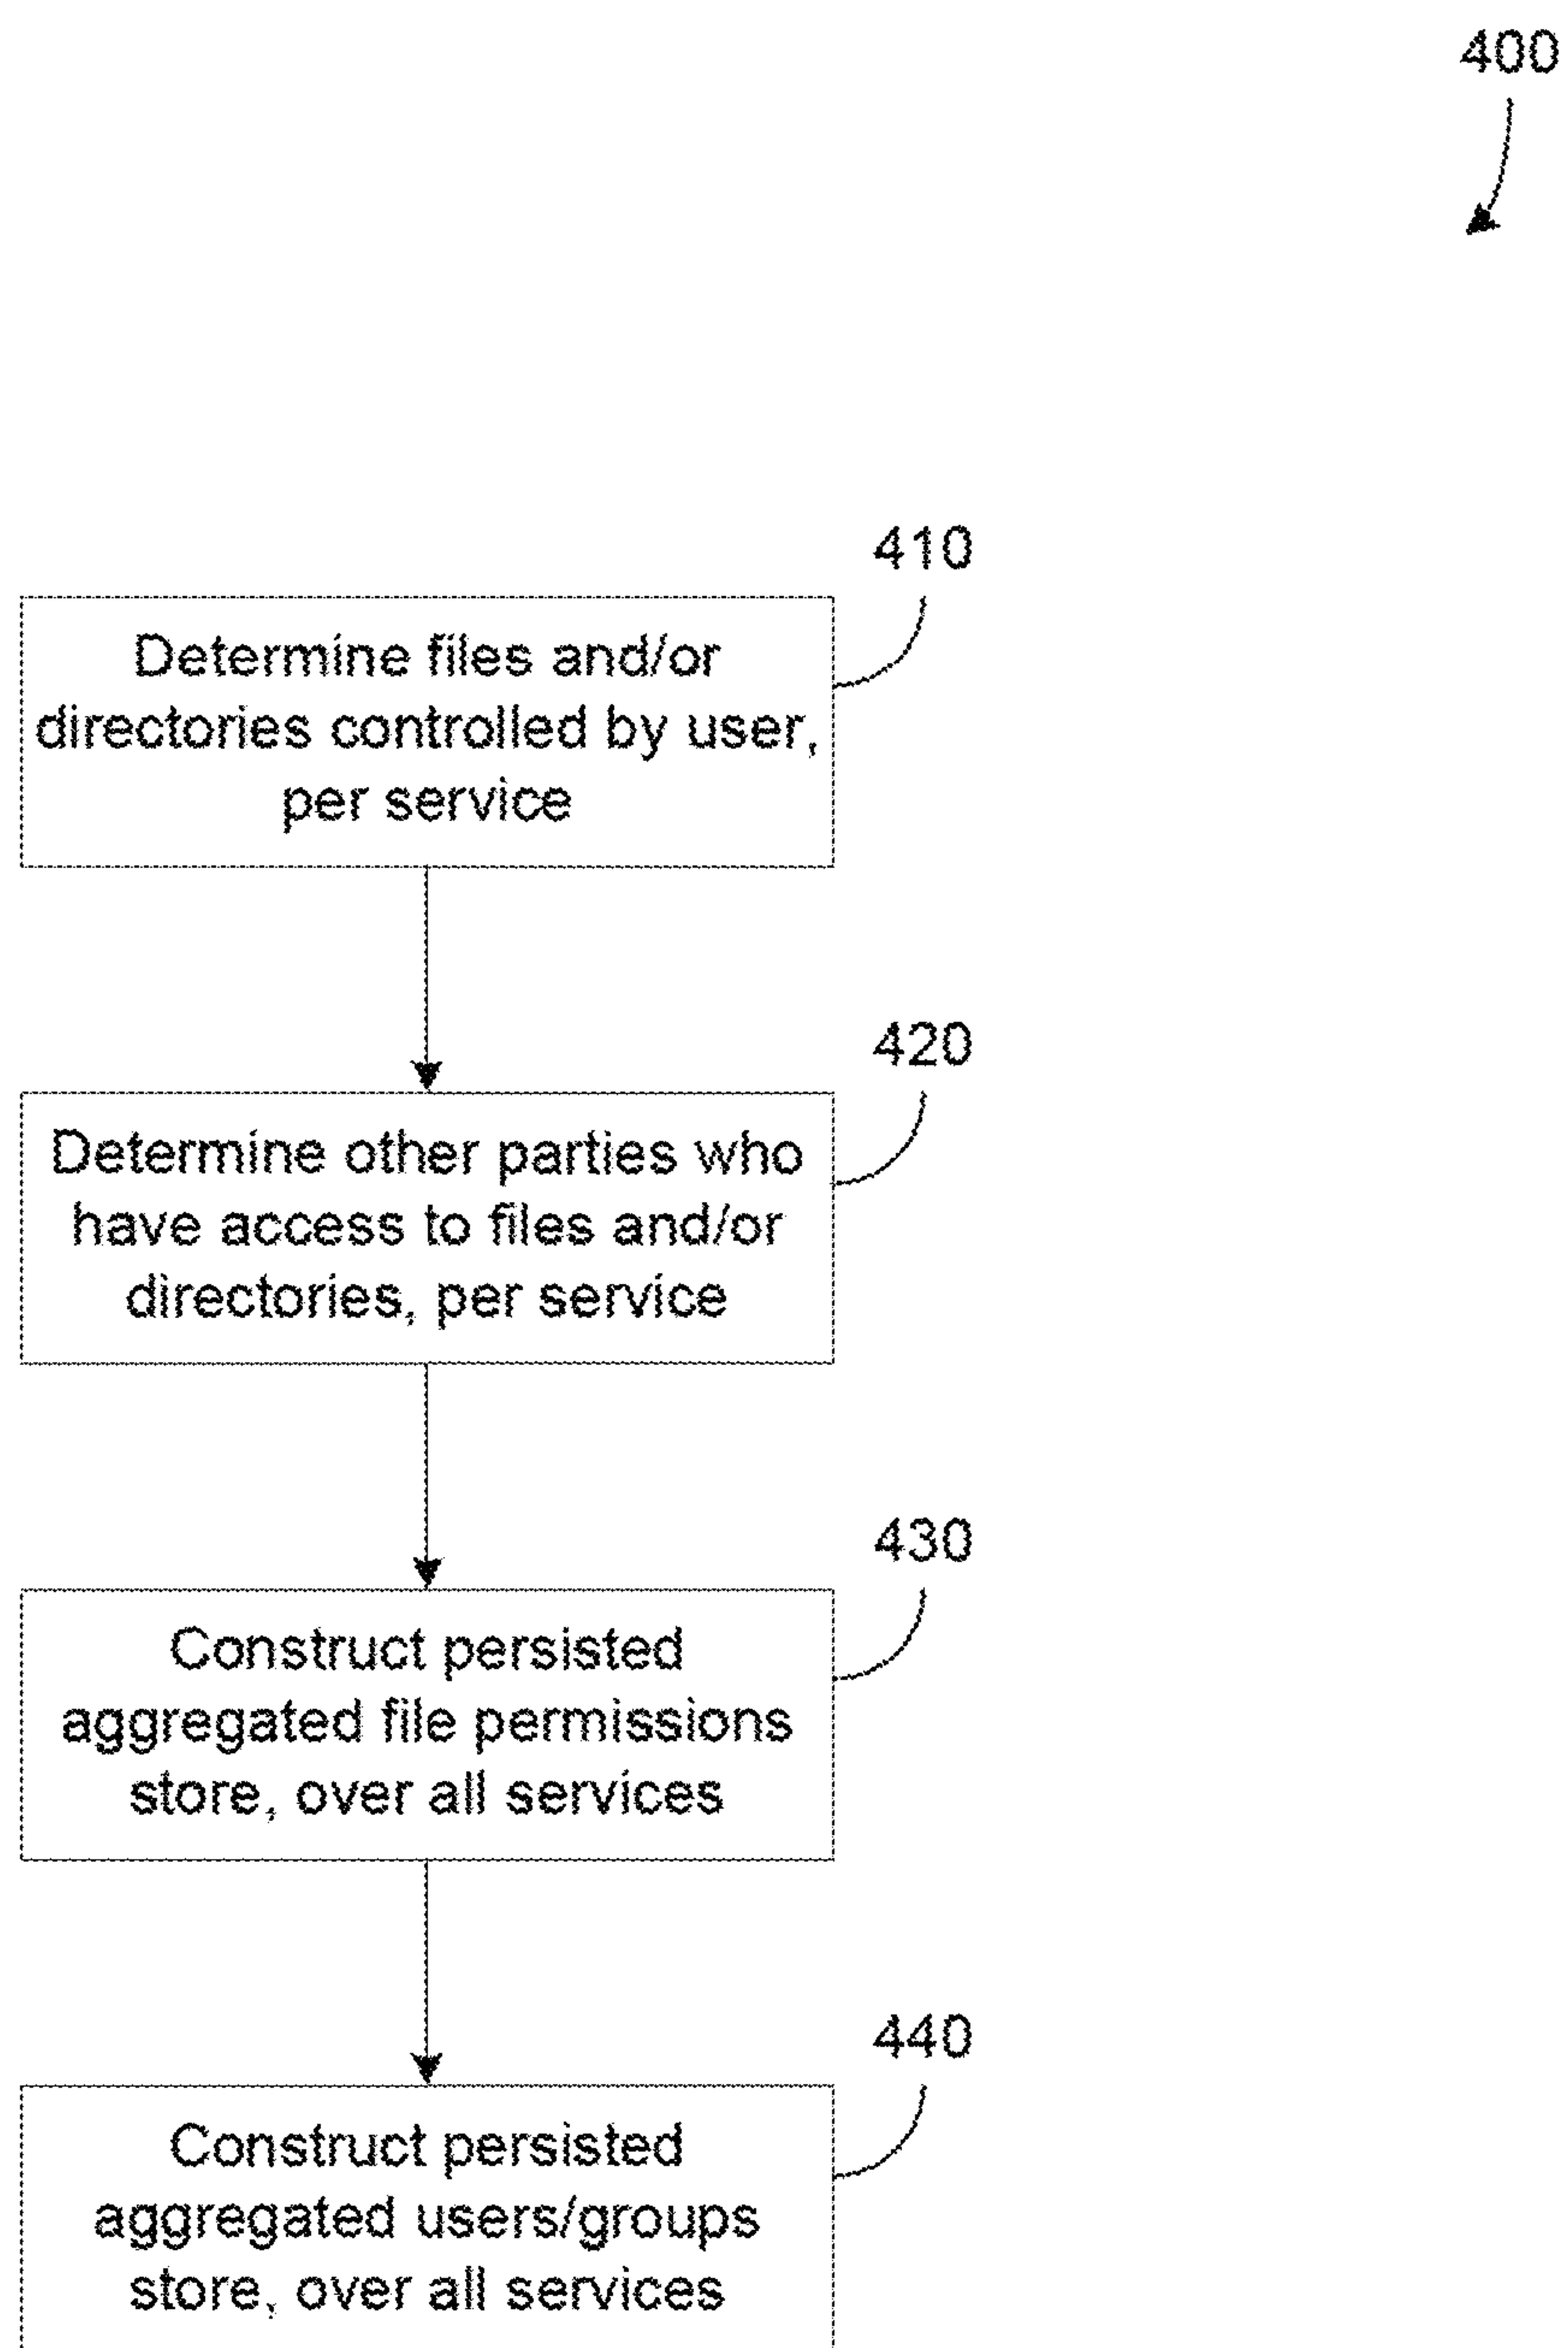 400
410
Determine files and/or
directories controlled by user,
per service
420
Determine other parties who
have access to files and/or
directories, per service
430
Construct persisted
aggregated file permissions
store, over all services
440
Construct persisted
aggregated users/groups
store, over all services